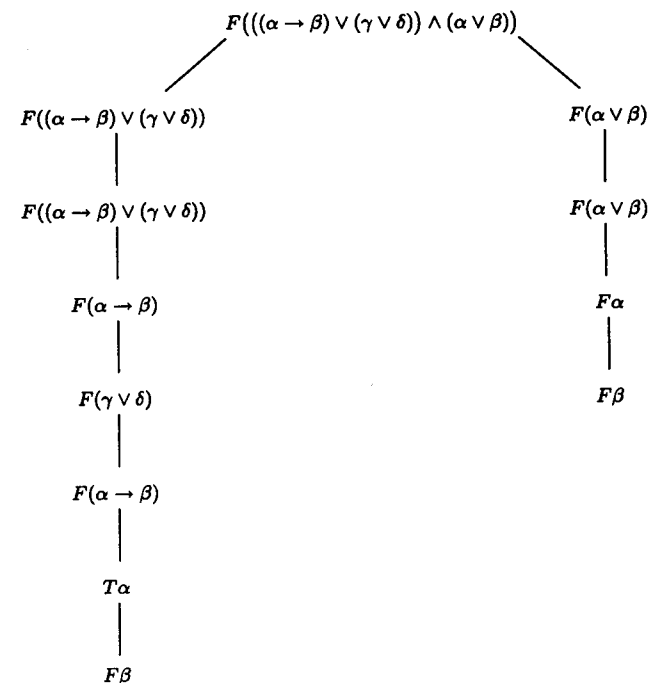 F(((α → β) ∨ (γ ∨ δ)) ∧ (α ∨ β))
F((α → β) ∨ (γ ∨ δ))
F(α ∨ β)
F((α → β) ∨ (γ ∨ δ))
F(α ∨ β)
F(α → β)
Fα
F(γ ∨ δ)
Fβ
F(α → β)
Tα
Fβ